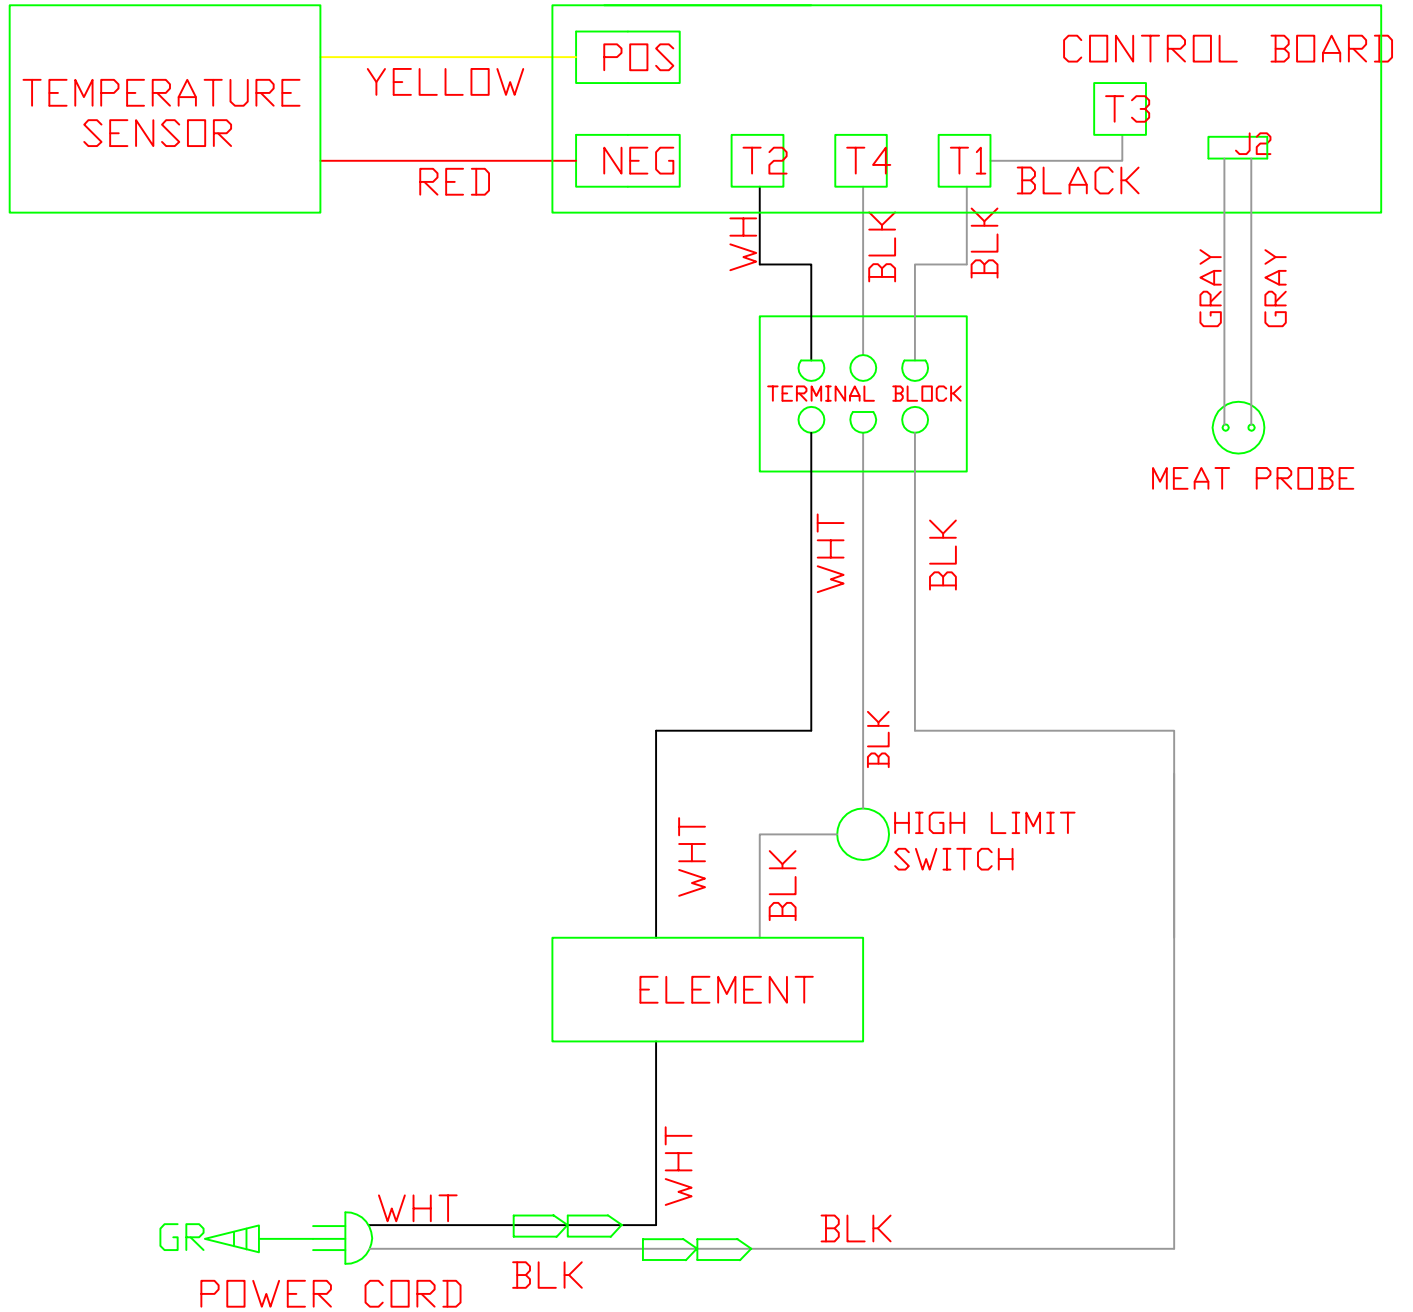 CONTROL BOARD
POS
YELLOW
TEMPERATURE
SENSOR
T3
NEG
T2
T4
T1
J2
RED
BLACK
WH
BLK
BLK
GRAY
GRAY
TERMINAL BLOCK
MEAT PROBE
WHT
BLK
BLK
HIGH LIMIT
SWITCH
WHT
BLK
ELEMENT
WHT
WHT
GR
BLK
BLK
POWER CORD